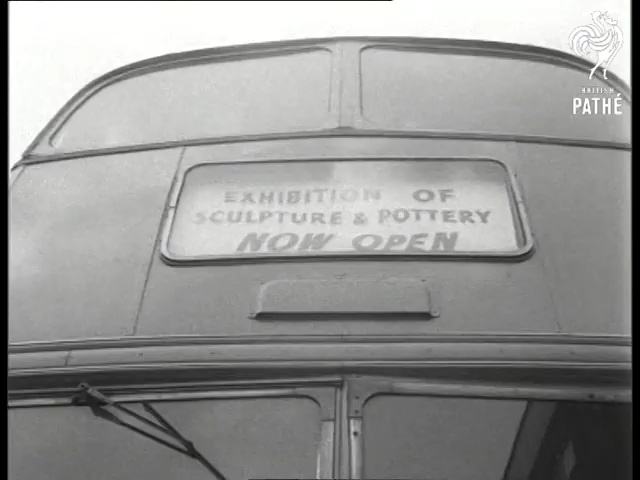 BRITISH
PATHÉ
EXHIBITION OF
SCULPTURE & POTTERY
NOW OPEN